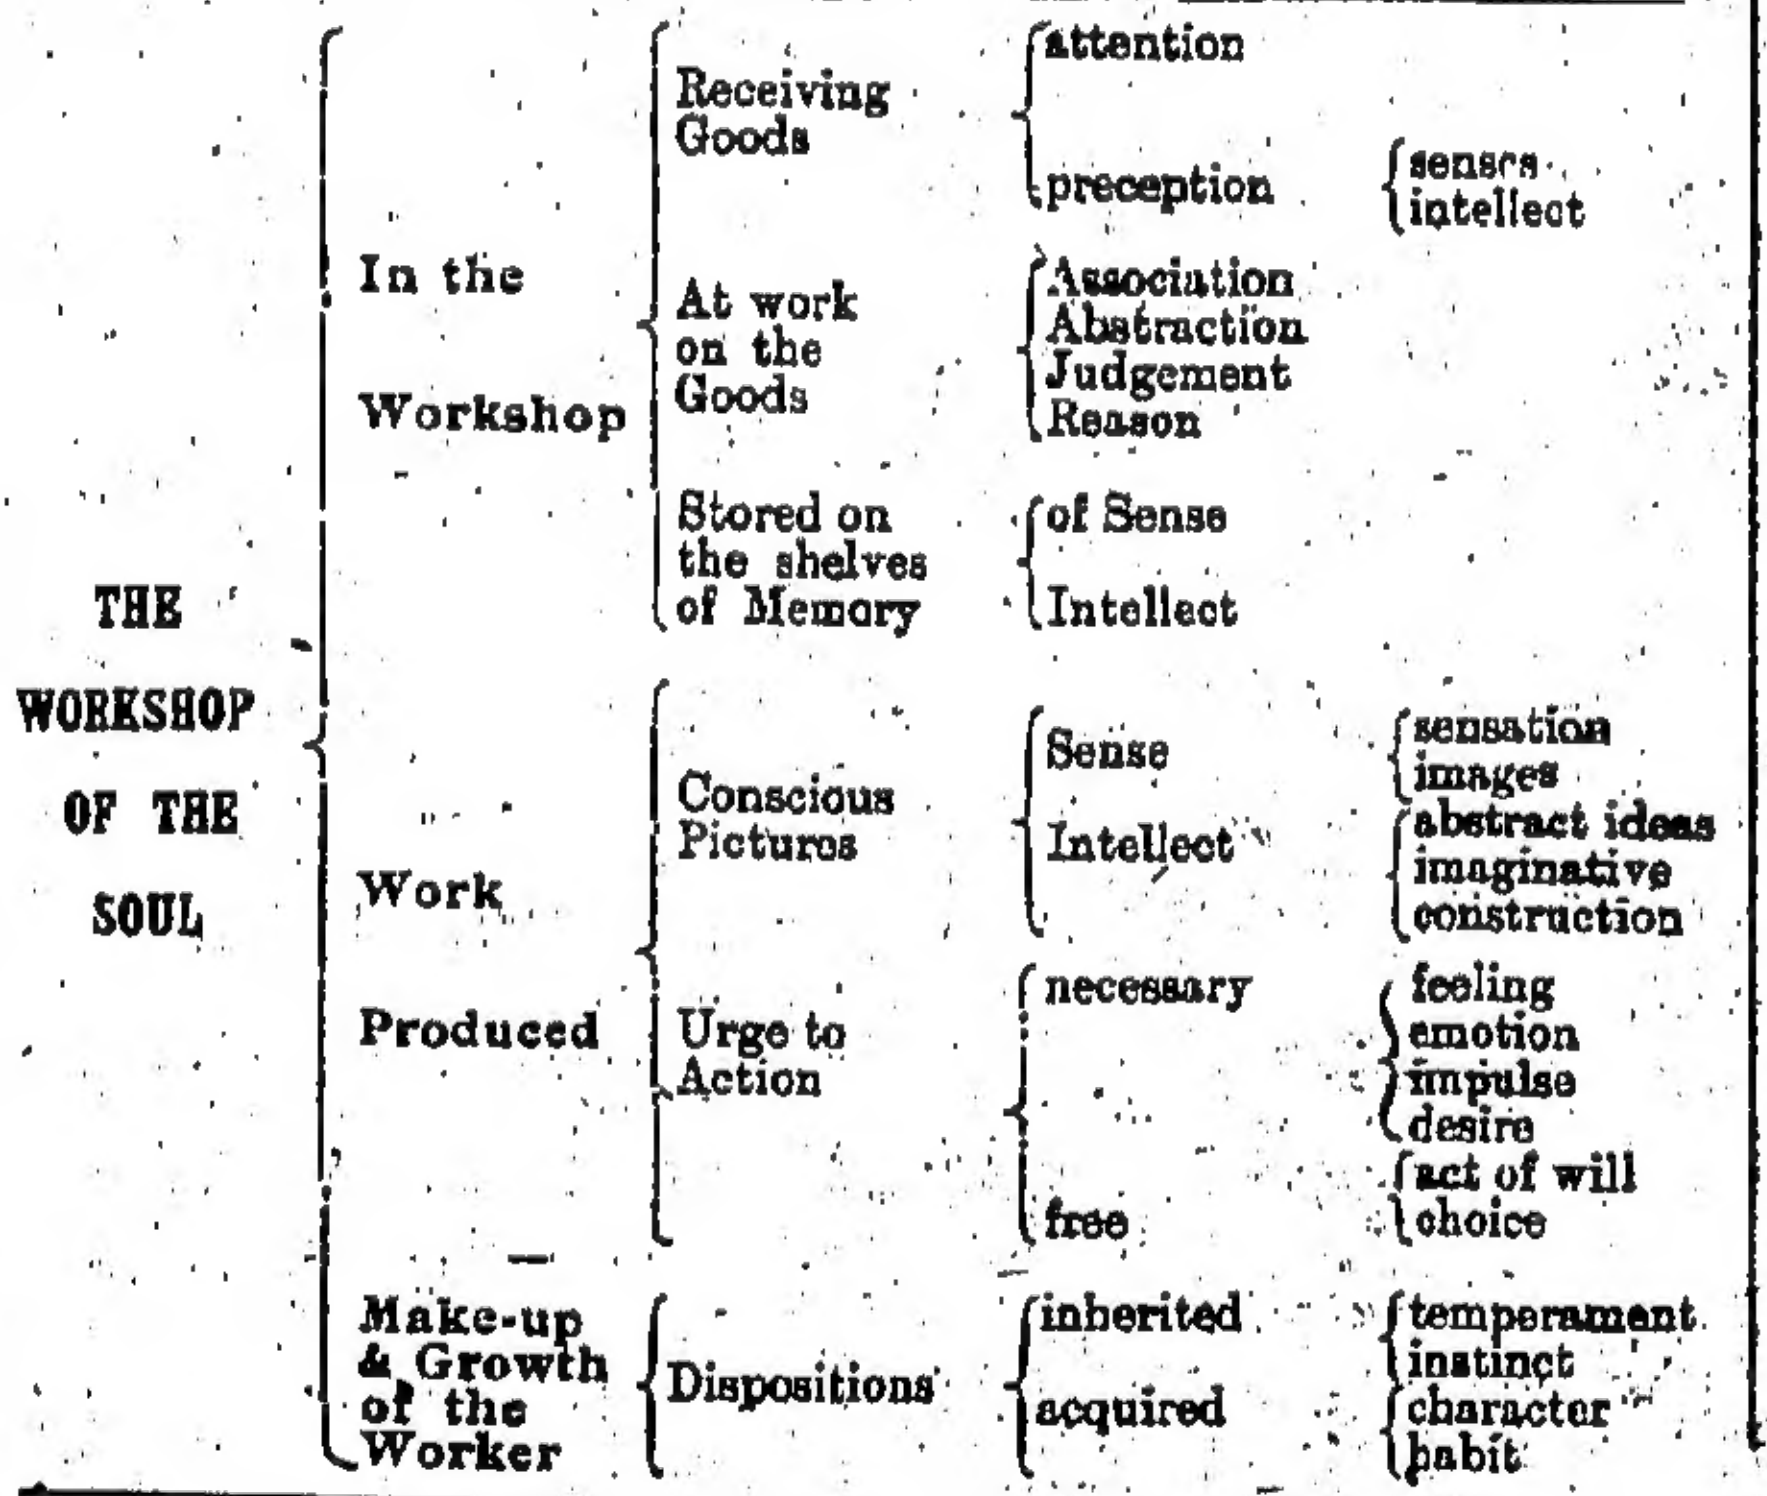 THE
WORKSHOP
OF THE
SOUL
In the
Workshop
Receiving
Goods
attention
preception
senses
intellect
At work
on the
Goods
Association
Abstraction
Judgement
Reason
Stored on
the shelves
of Memory
of Sense
Intellect
Work
Produced
Conscious
Pictures
Sense
sensation
images
Intellect
abstract ideas
imaginative
construction
Urge to
Action
necessary
feeling
emotion
impulse
desire
free
act of will
choice
Make-up
& Growth
of the
Worker
Dispositions
inherited
temperament
instinct
acquired
character
habit